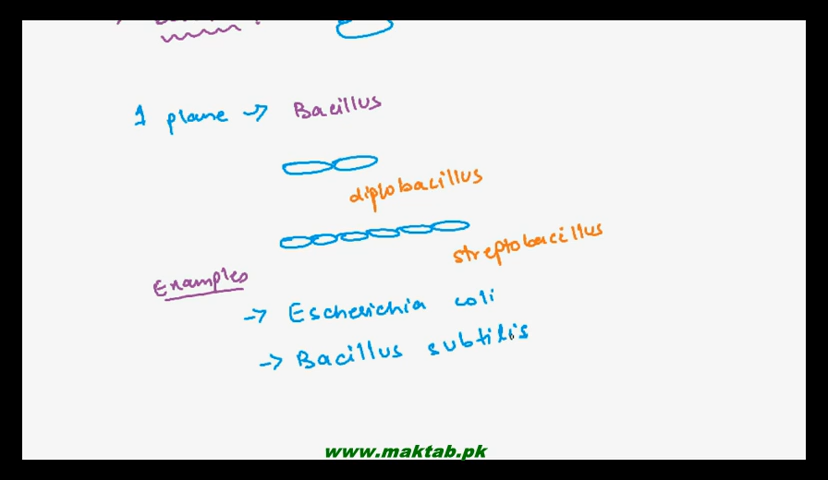 1 plane → Bacillus
diplobacillus
streptobacillus
Examples
→ Escherichia coli
→ Bacillus subtilis
www.maktab.pk